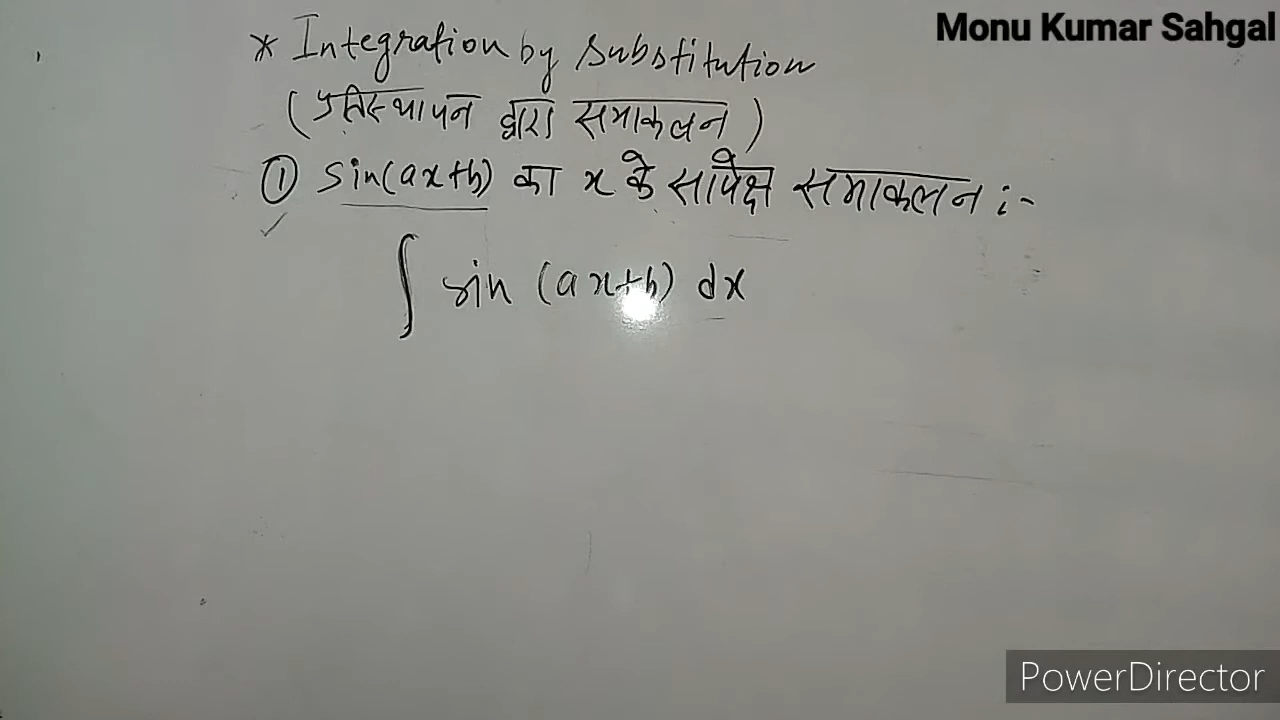 Monu Kumar Sahgal
* Integration by substitution
(प्रतिस्थापन द्वारा समाकलन)
① sin(ax+b) का x के सापेक्ष समाकलन :-
∫ sin (ax+b) dx
PowerDirector